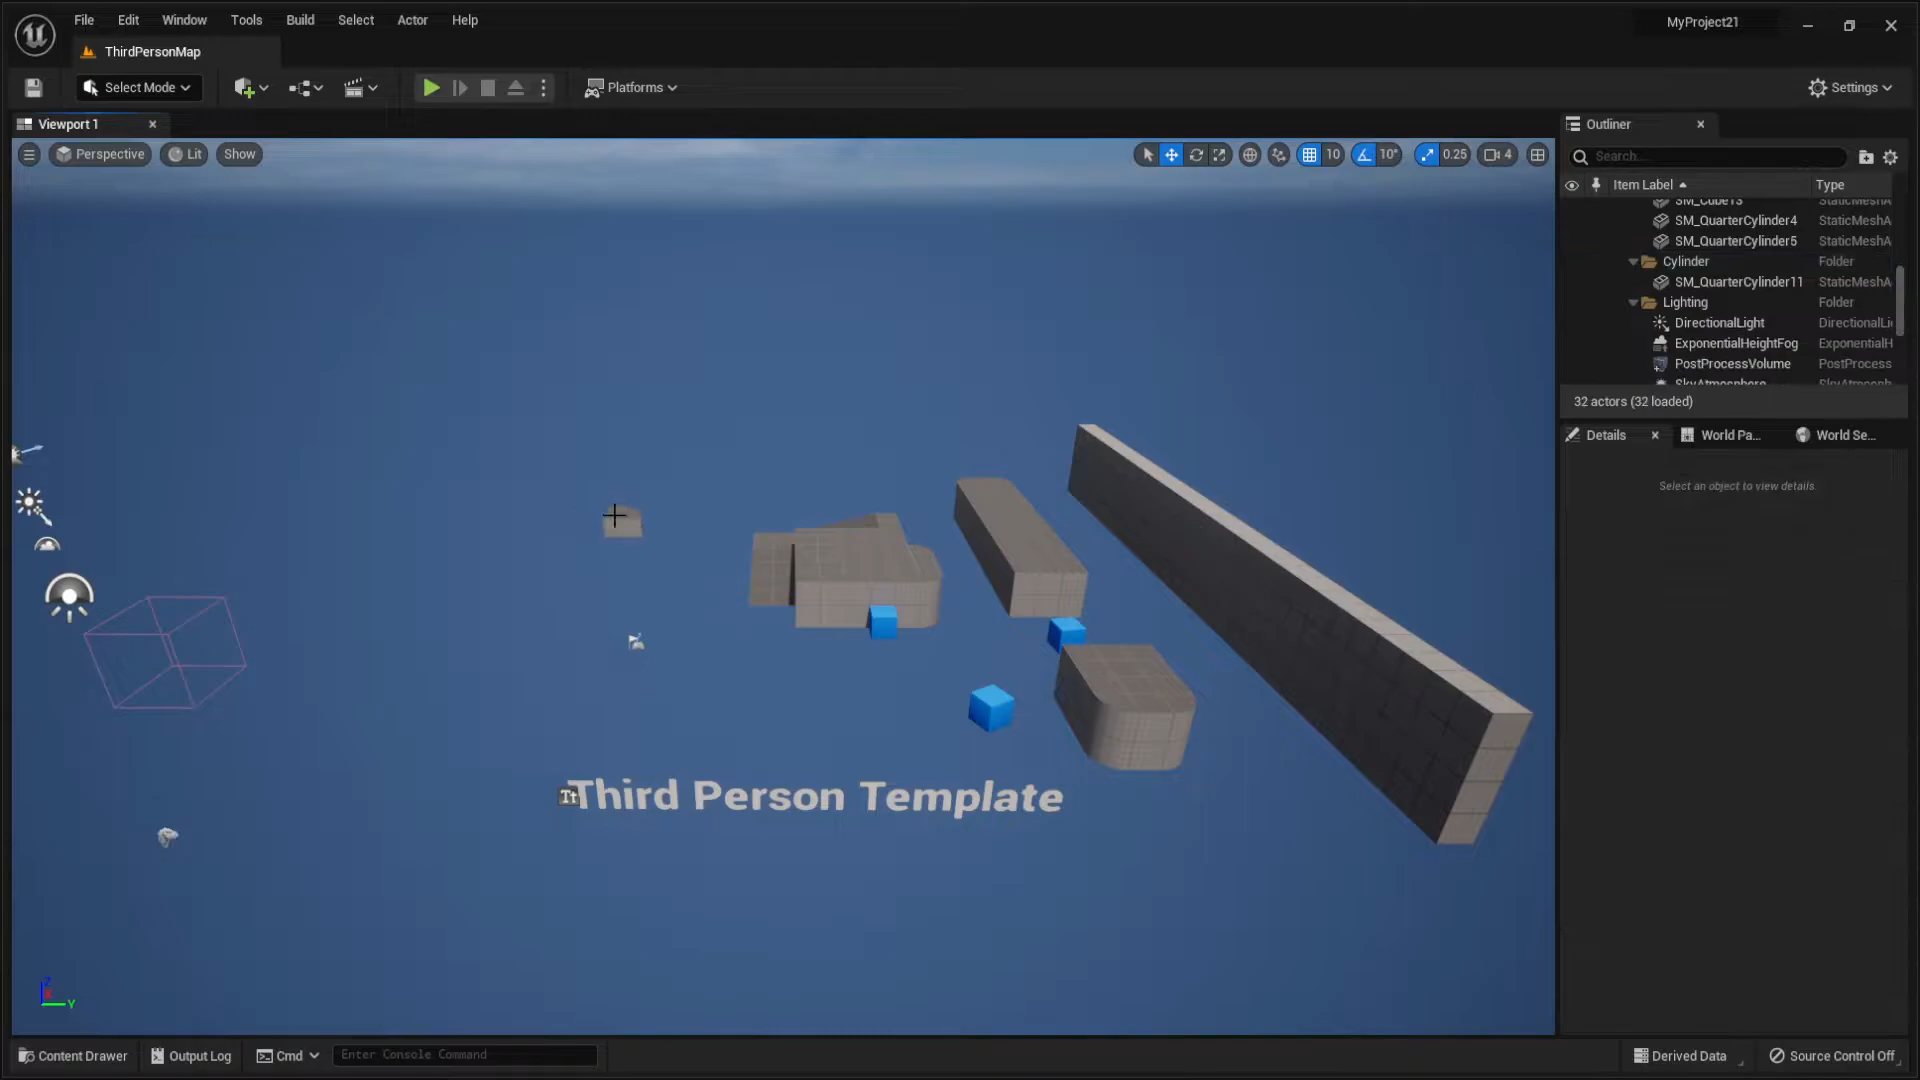 File Edit Window Tools Build Select Actor Help
MyProject21
ThirdPersonMap
Select Mode
Platforms
Settings
Viewport 1
Outliner
Perspective
Lit
Show
10
10°
0.25
4
Search...
Item Label
Type
SM_Cube13 StaticMeshA
SM_QuarterCylinder4 StaticMeshA
SM_QuarterCylinder5 StaticMeshA
Cylinder Folder
SM_QuarterCylinder11 StaticMeshA
Lighting Folder
DirectionalLight DirectionalLi
ExponentialHeightFog ExponentialH
PostProcessVolume PostProcess
SkyAtmosphere SkyAtmosph
32 actors (32 loaded)
Details
World Pa...
World Se...
Select an object to view details.
Tt
Third Person Template
Z
X
Y
Content Drawer
Output Log
Cmd
Enter Console Command
Derived Data
Source Control Off